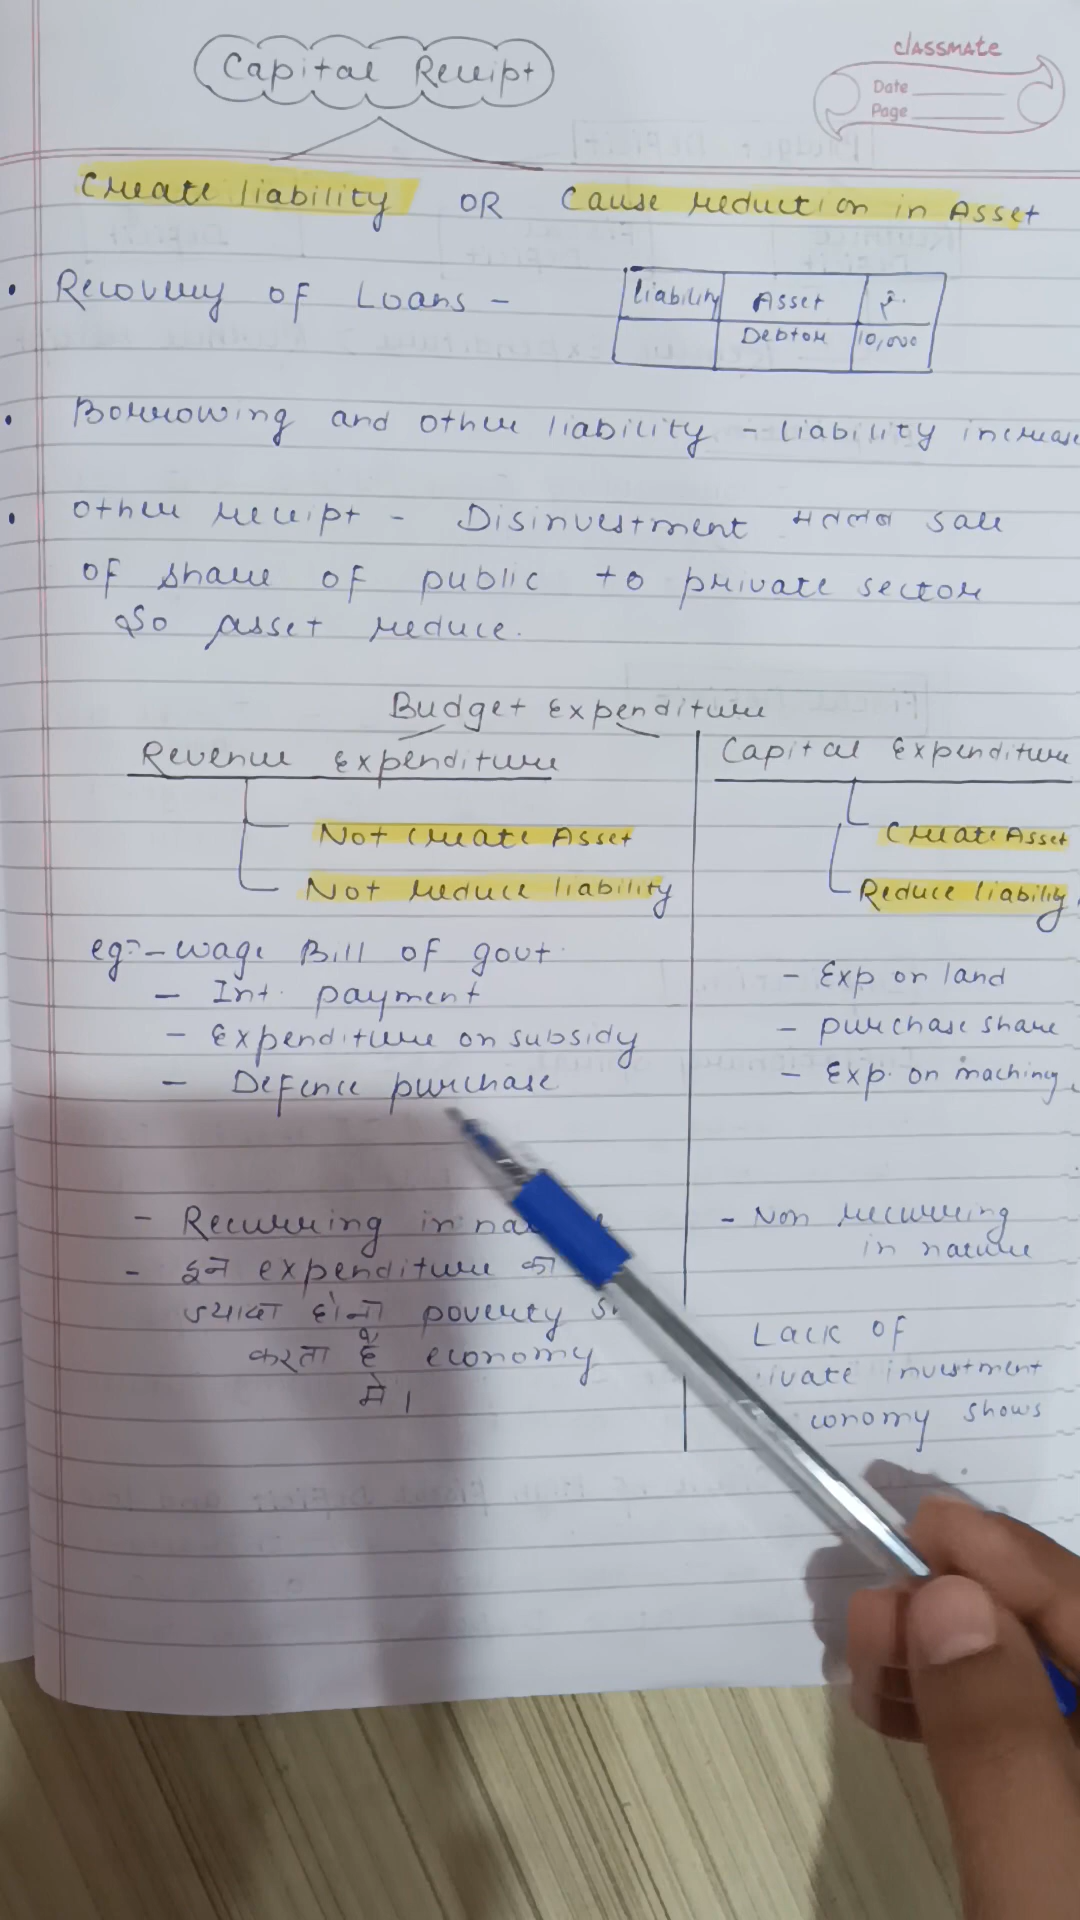 Capital Receipt
classmate
Date
Page
Create liability OR Cause reduction in Asset
• Recovery of Loans -
liability Asset ₹.
Debtor 10,000
• Borrowing and other liability - liability increase
• other receipt - Disinvestment मतलब sale
of share of public to private sector
so asset reduce.
Budget Expenditure
Revenue Expenditure
Capital Expenditure
Not create Asset
Create Asset
Not reduce liability
Reduce liability
eg:- wage Bill of govt.
- Int. payment
- Expenditure on subsidy
- Defence purchase
- Exp on land
- purchase share
- Exp. on machiny
- Recurring in
- इन expenditure का
ज्यादा होना poverty
करता है economy
मे।
- Non recurring
in nature
Lack of
investment
shows